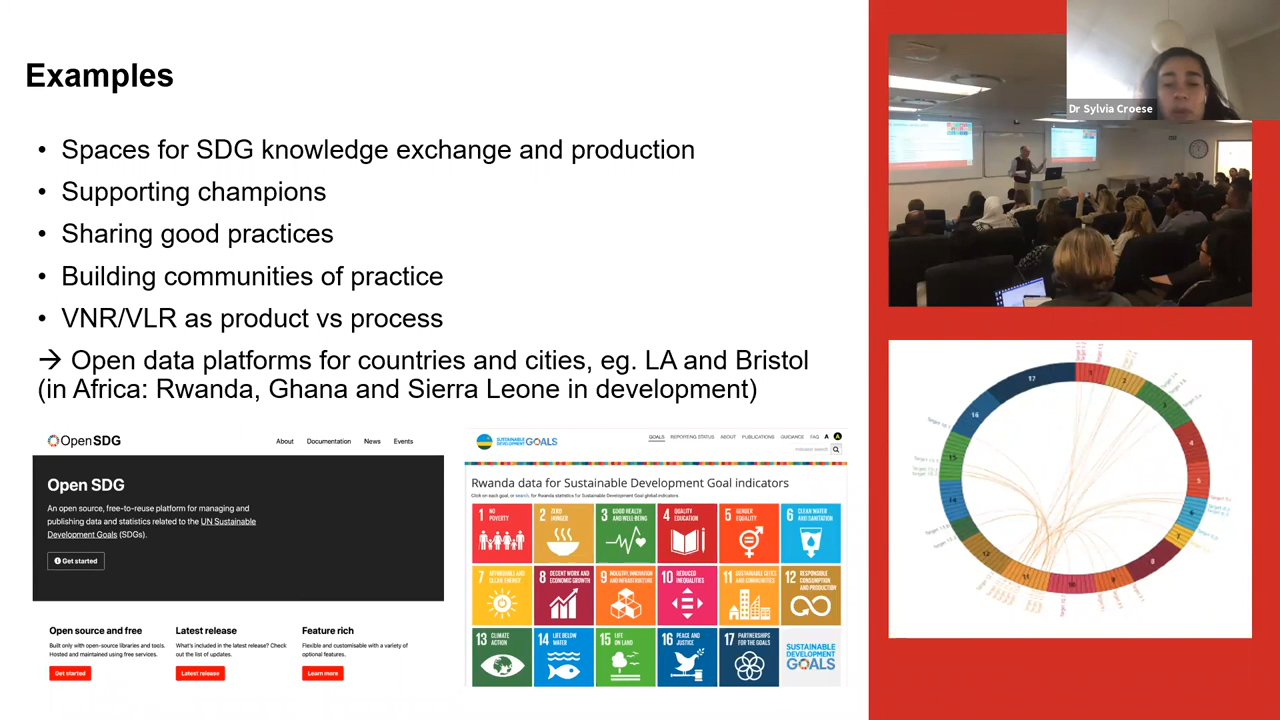 Examples
• Spaces for SDG knowledge exchange and production
• Supporting champions
• Sharing good practices
• Building communities of practice
• VNR/VLR as product vs process
→ Open data platforms for countries and cities, eg. LA and Bristol
(in Africa: Rwanda, Ghana and Sierra Leone in development)
Dr Sylvia Croese
OpenSDG
About Documentation News Events
Open SDG
An open source, free-to-reuse platform for managing and
publishing data and statistics related to the UN Sustainable
Development Goals (SDGs).
Get started
Open source and free
Built only with open-source libraries and tools.
Hosted and maintained using free services.
Get started
Latest release
What's included in the latest release? Check
out the list of updates.
Latest release
Feature rich
Flexible and customisable with a variety of
optional features.
Learn more
SUSTAINABLE
DEVELOPMENT GOALS
GOALS REPORTING STATUS ABOUT PUBLICATIONS GUIDANCE FAQ A A
Rwanda data for Sustainable Development Goal indicators
Click on each goal, or search, for Rwanda statistics for Sustainable Development Goal global indicators.
1 NO
POVERTY
2 ZERO
HUNGER
3 GOOD HEALTH
AND WELL-BEING
4 QUALITY
EDUCATION
5 GENDER
EQUALITY
6 CLEAN WATER
AND SANITATION
7 AFFORDABLE AND
CLEAN ENERGY
8 DECENT WORK AND
ECONOMIC GROWTH
9 INDUSTRY, INNOVATION
AND INFRASTRUCTURE
10 REDUCED
INEQUALITIES
11 SUSTAINABLE CITIES
AND COMMUNITIES
12 RESPONSIBLE
CONSUMPTION
AND PRODUCTION
13 CLIMATE
ACTION
14 LIFE BELOW
WATER
15 LIFE
ON LAND
16 PEACE AND
JUSTICE
17 PARTNERSHIPS
FOR THE GOALS
SUSTAINABLE
DEVELOPMENT
GOALS
17
16
4
8